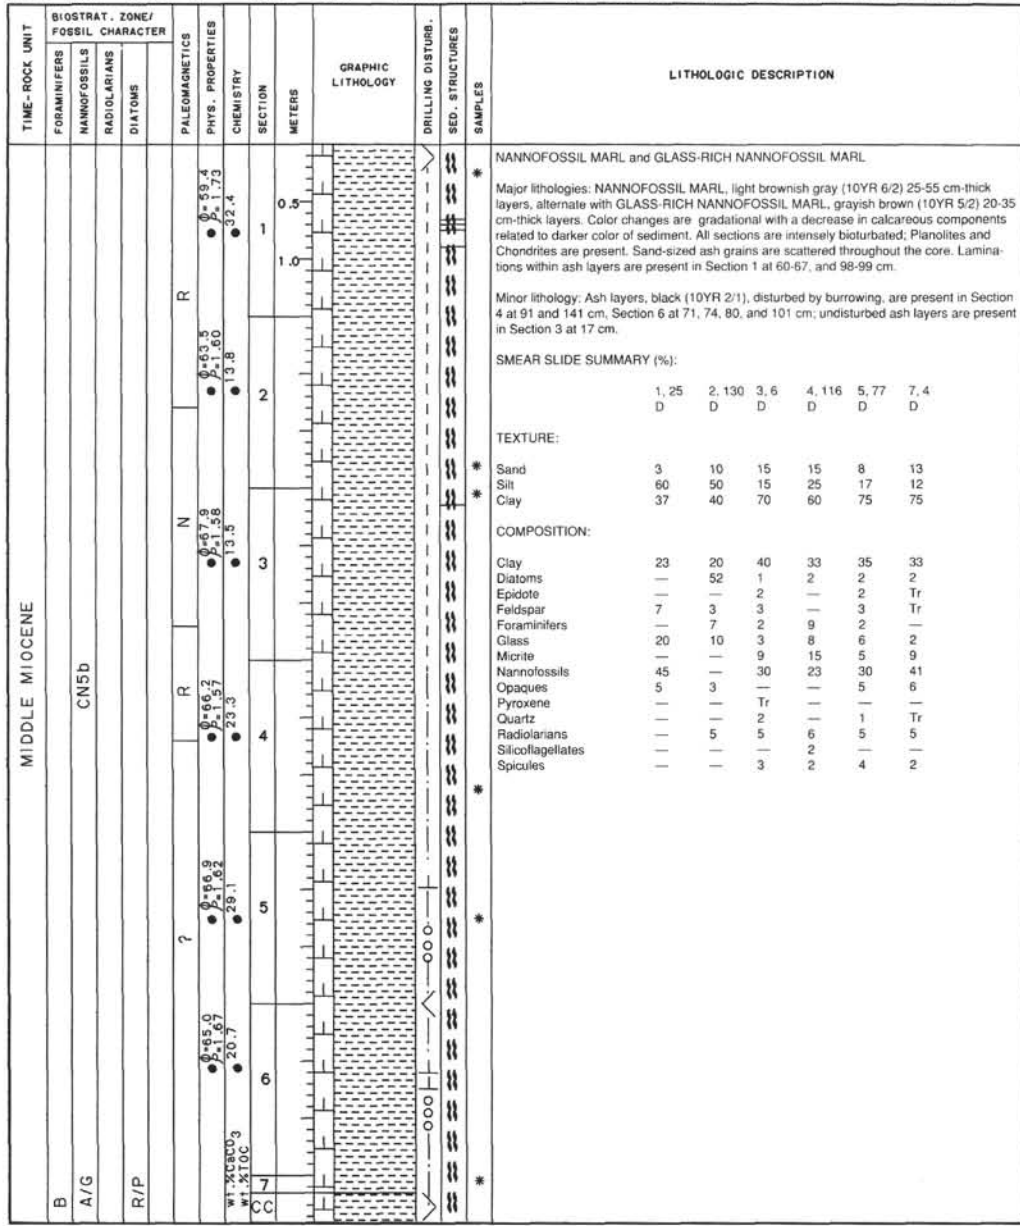 TIME-ROCK UNIT
BIOSTRAT. ZONE/
FOSSIL CHARACTER
FORAMINIFERS
NANNOFOSSILS
RADIOLARIANS
DIATOMS
PALEOMAGNETICS
PHYS. PROPERTIES
CHEMISTRY
SECTION
METERS
GRAPHIC
LITHOLOGY
DRILLING DISTURB.
SED. STRUCTURES
SAMPLES
LITHOLOGIC DESCRIPTION
MIDDLE MIOCENE
B
CN5b
A/G
R/P
R
N
R
?
Φ=59.4
ρ=1.73
32.4
Φ=63.5
ρ=1.60
13.8
Φ=67.9
ρ=1.58
13.5
Φ=66.2
ρ=1.57
23.3
Φ=66.9
ρ=1.62
29.1
Φ=65.0
ρ=1.67
20.7
wt.%CaCO3
wt.%TOC
1
2
3
4
5
6
7
CC
0.5
1.0
NANNOFOSSIL MARL and GLASS-RICH NANNOFOSSIL MARL
Major lithologies: NANNOFOSSIL MARL, light brownish gray (10YR 6/2) 25-55 cm-thick
layers, alternate with GLASS-RICH NANNOFOSSIL MARL, grayish brown (10YR 5/2) 20-35
cm-thick layers. Color changes are gradational with a decrease in calcareous components
related to darker color of sediment. All sections are intensely bioturbated; Planolites and
Chondrites are present. Sand-sized ash grains are scattered throughout the core. Lamina-
tions within ash layers are present in Section 1 at 60-67, and 98-99 cm.
Minor lithology: Ash layers, black (10YR 2/1), disturbed by burrowing, are present in Section
4 at 91 and 141 cm, Section 6 at 71, 74, 80, and 101 cm; undisturbed ash layers are present
in Section 3 at 17 cm.
SMEAR SLIDE SUMMARY (%):
1, 25 2, 130 3, 6 4, 116 5, 77 7, 4
D D D D D D
TEXTURE:
Sand 3 10 15 15 8 13
Silt 60 50 15 25 17 12
Clay 37 40 70 60 75 75
COMPOSITION:
Clay 23 20 40 33 35 33
Diatoms — 52 1 2 2 2
Epidote — — 2 — 2 Tr
Feldspar 7 3 3 — 3 Tr
Foraminifers — 7 2 9 2 —
Glass 20 10 3 8 6 2
Micrite — — 9 15 5 9
Nannofossils 45 — 30 23 30 41
Opaques 5 3 — — 5 6
Pyroxene — — Tr — — —
Quartz — — 2 — 1 Tr
Radiolarians — 5 5 6 5 5
Silicoflagellates — — — 2 — —
Spicules — — 3 2 4 2